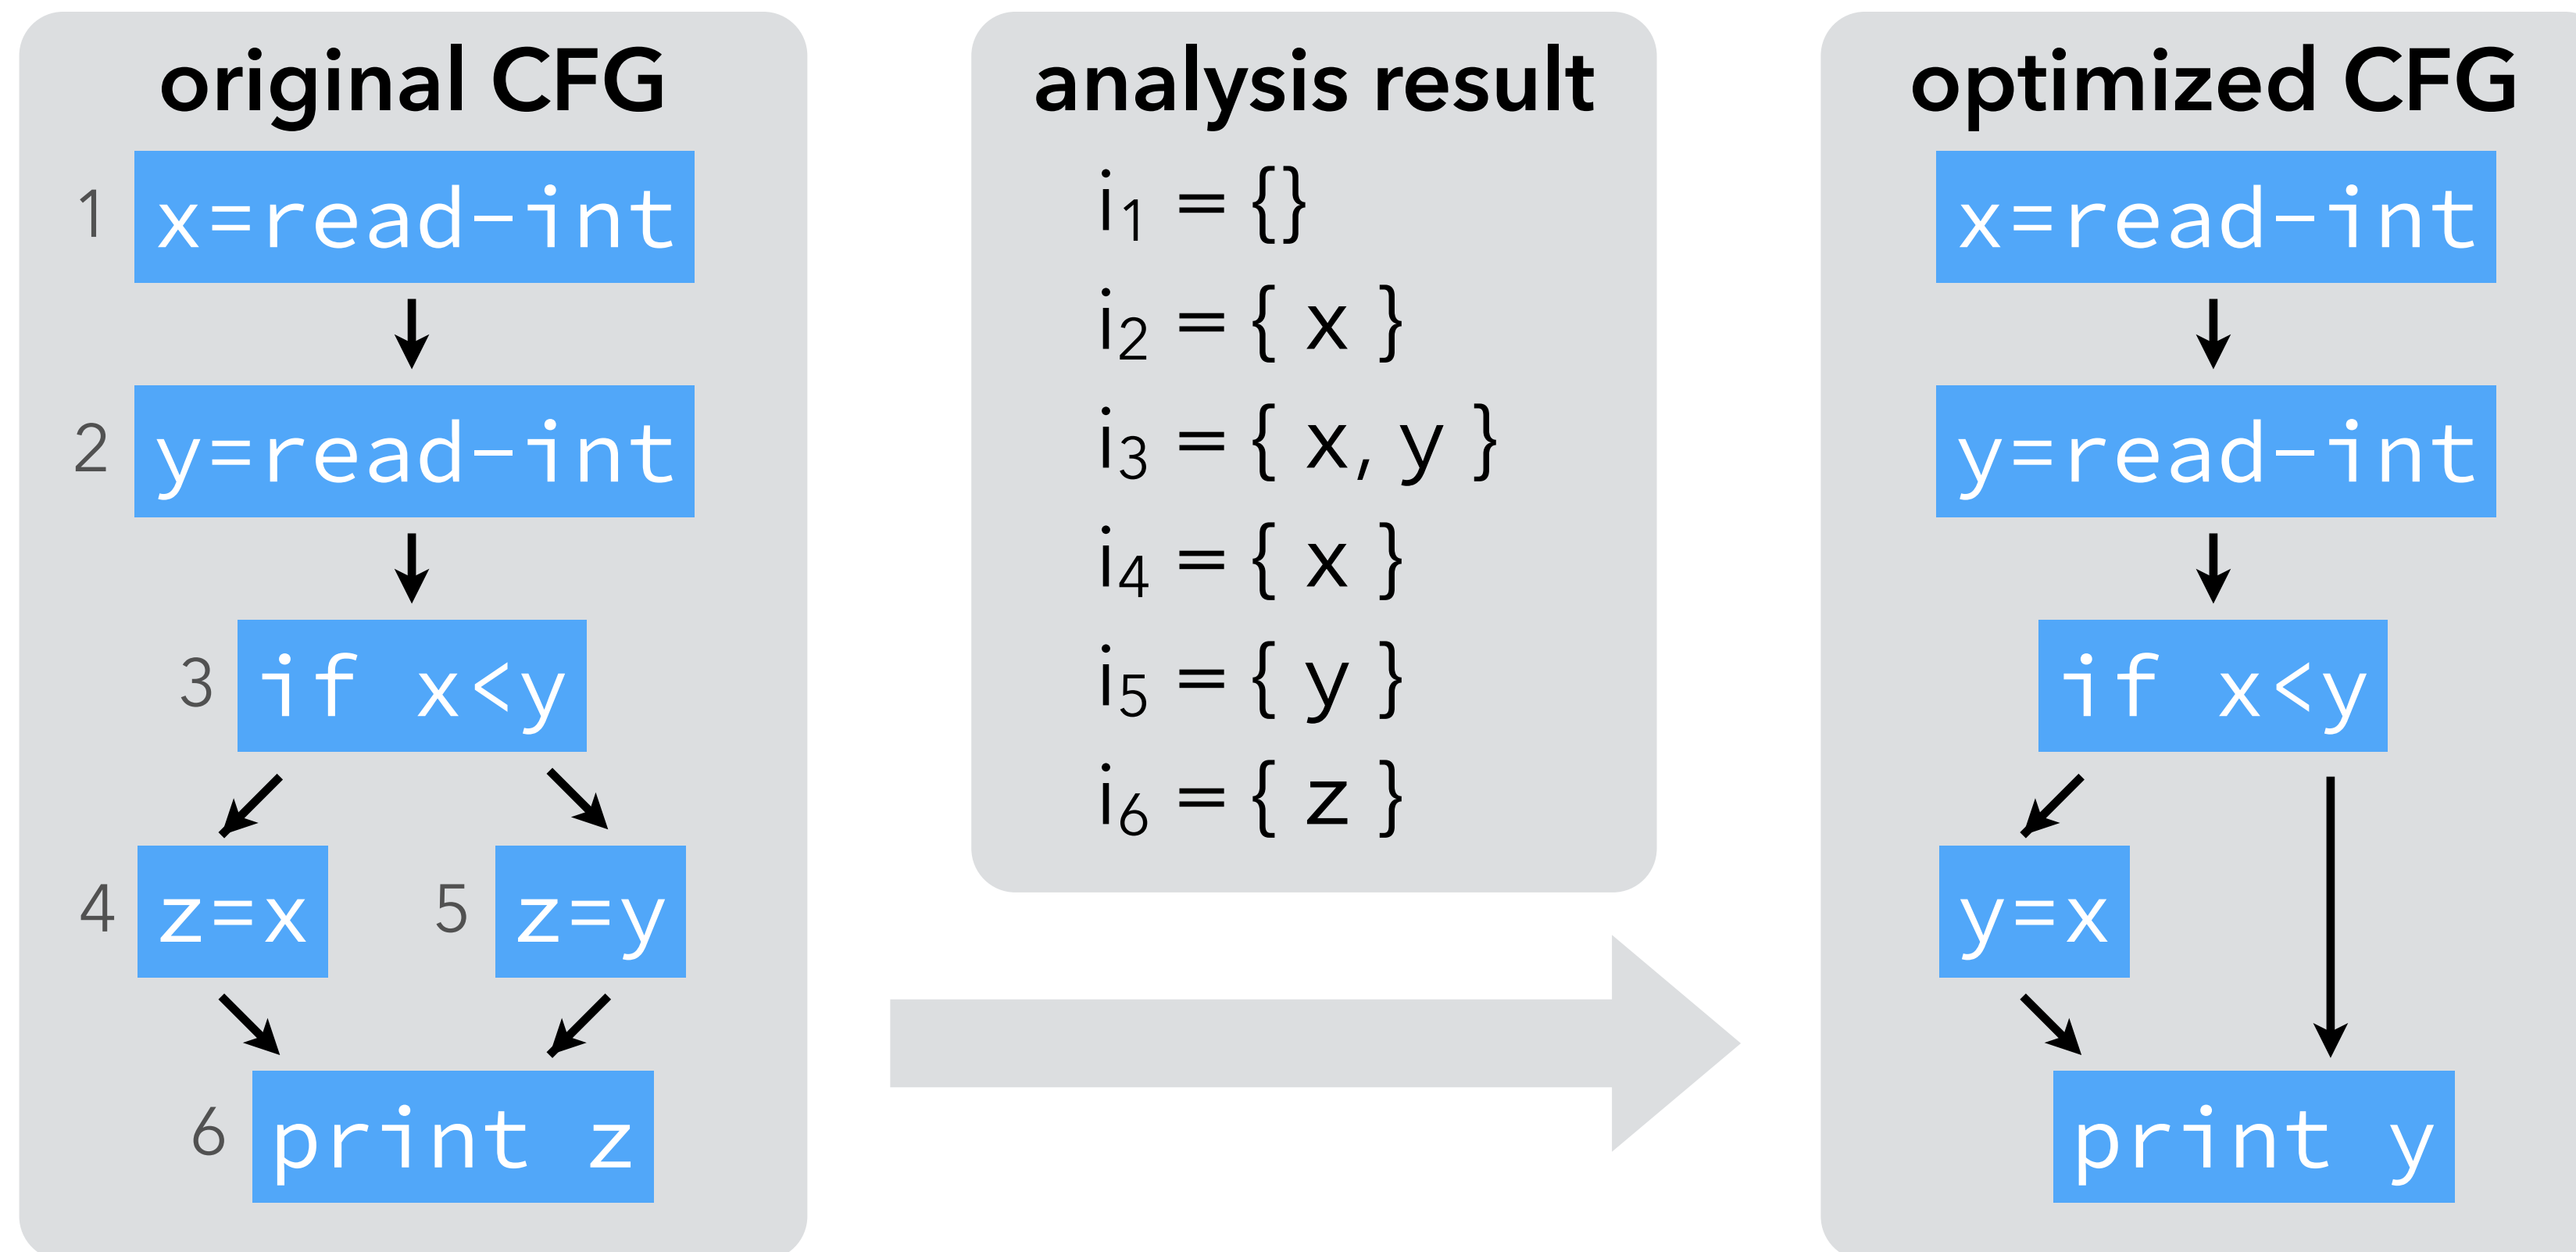 original CFG
1 x=read-int
2 y=read-int
3 if x<y
4 z=x 5 z=y
6 print z
analysis result
i₁ = {}
i₂ = { x }
i₃ = { x, y }
i₄ = { x }
i₅ = { y }
i₆ = { z }
optimized CFG
x=read-int
y=read-int
if x<y
y=x
print y